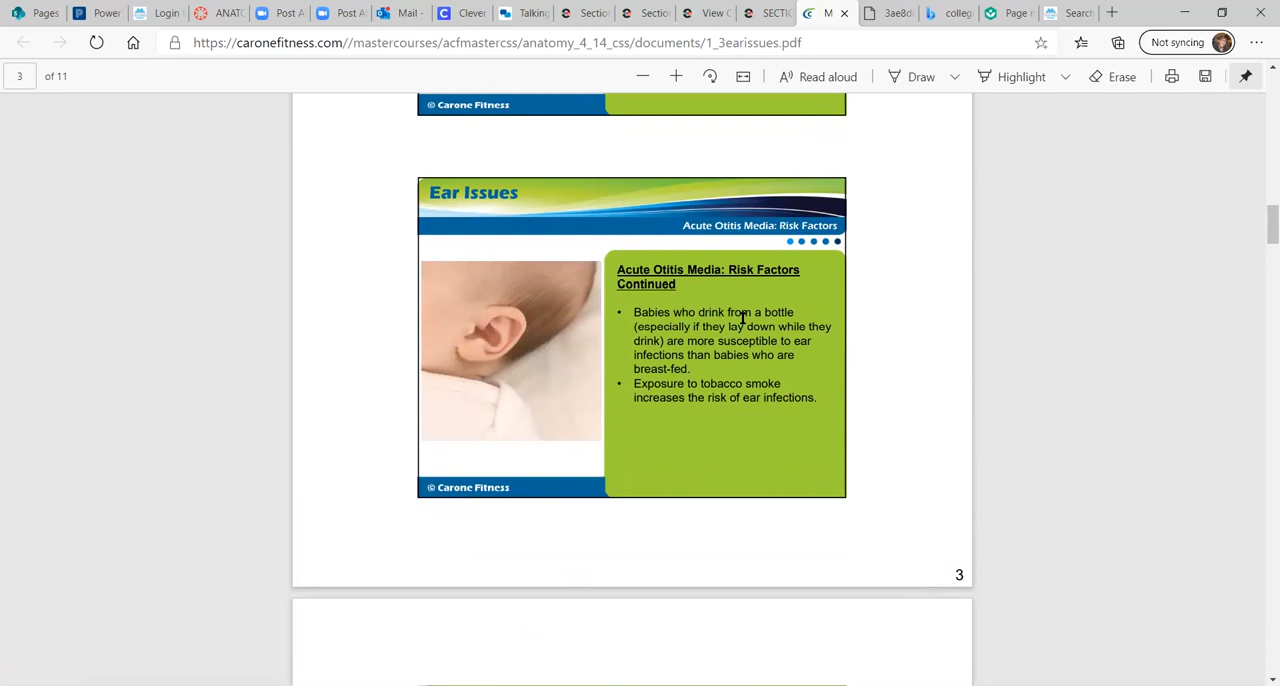 Pages
Power
Login
ANATO
Post A
Post A
Mail -
Clever
Talking
Section
Section
View C
SECTIO
M
3ae8d
colleg
Page n
Search
https://caronefitness.com//mastercourses/acfmastercss/anatomy_4_14_css/documents/1_3earissues.pdf
Not syncing
3 of 11
Read aloud
Draw
Highlight
Erase
© Carone Fitness
Ear Issues
Acute Otitis Media: Risk Factors
Acute Otitis Media: Risk Factors
Continued
• Babies who drink from a bottle
(especially if they lay down while they
drink) are more susceptible to ear
infections than babies who are
breast-fed.
• Exposure to tobacco smoke
increases the risk of ear infections.
© Carone Fitness
3